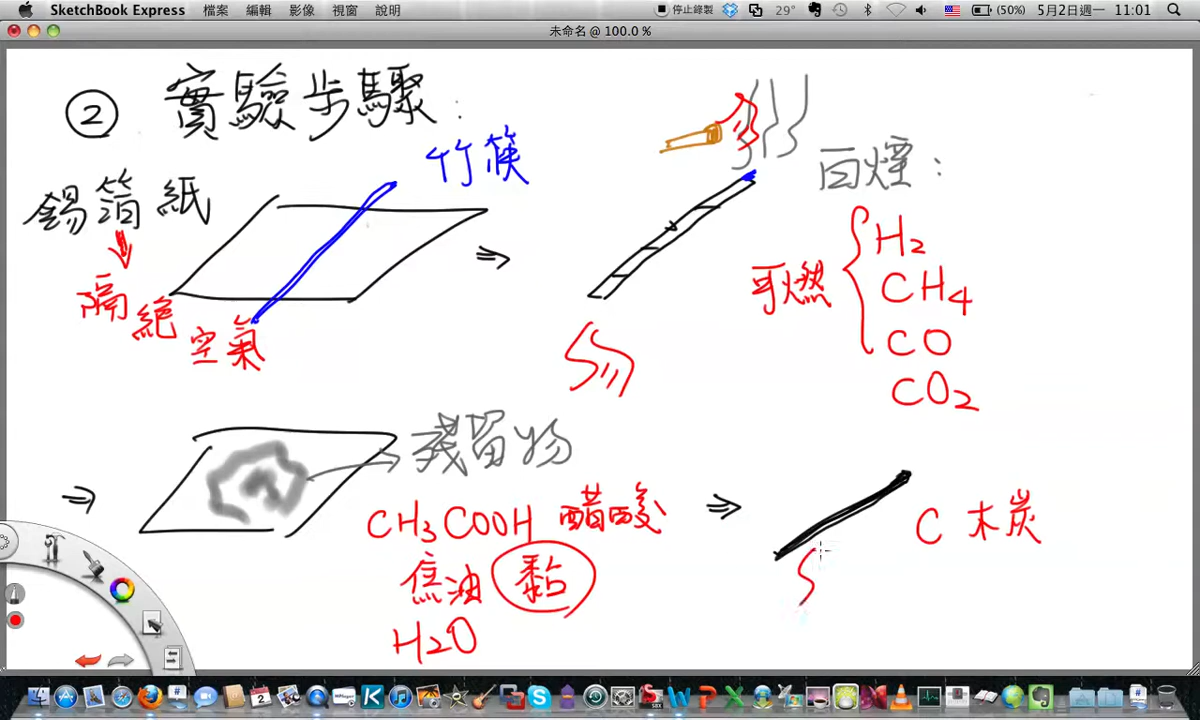 SketchBook Express 檔案 編輯 影像 視窗 說明 停止錄製 29° (50%) 5月2日週一 11:01
未命名 @ 100.0 %
② 實驗步驟:
竹筷
錫箔紙
隔絕空氣
⇒
白煙:
可燃
H2
CH4
CO
CO2
⇒
殘留物
CH3COOH 醋酸
焦油 黏
H2O
⇒
C 木炭